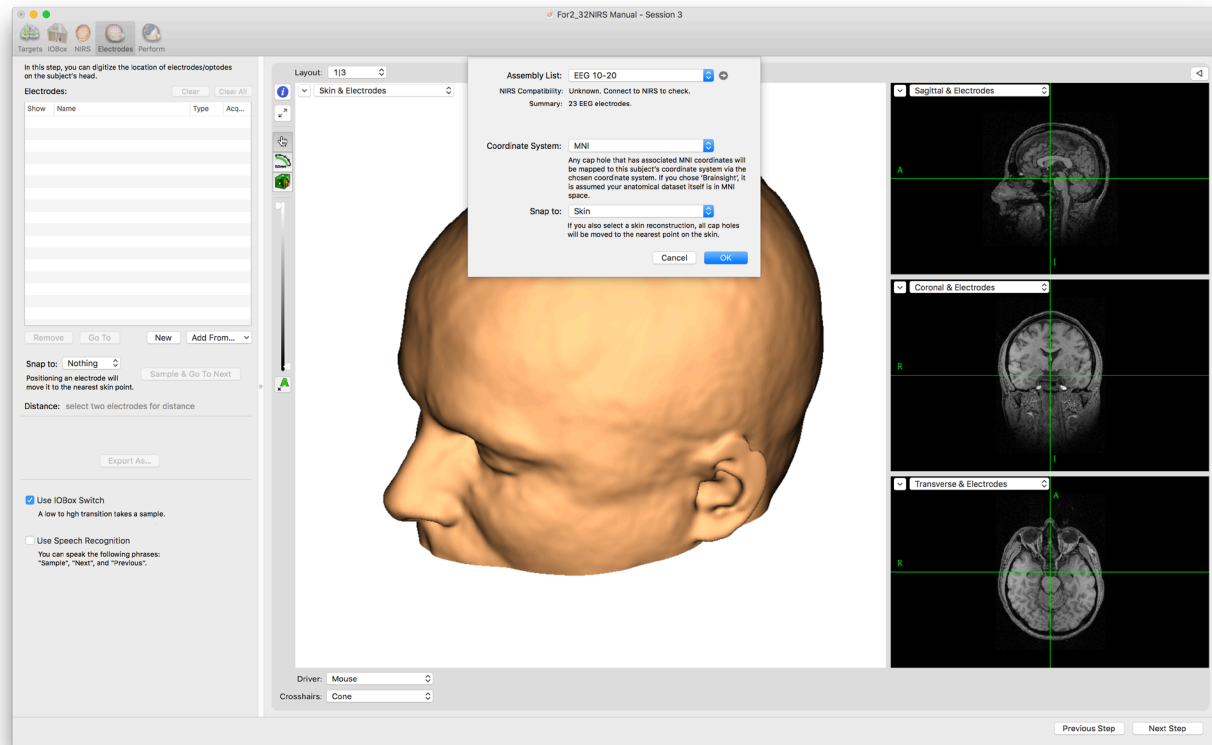 For2_32NIRS Manual - Session 3
Targets IOBox NIRS Electrodes Perform
In this step, you can digitize the location of electrodes/optodes
on the subject's head.
Electrodes:
Clear
Clear All
Show Name Type Acq...
Remove
Go To
New
Add From...
Snap to: Nothing
Positioning an electrode will
move it to the nearest skin point.
Sample & Go To Next
Distance: select two electrodes for distance
Export As...
Use IOBox Switch
A low to hgh transition takes a sample.
Use Speech Recognition
You can speak the following phrases:
"Sample", "Next", and "Previous".
Layout: 1|3
Skin & Electrodes
Assembly List: EEG 10-20
NIRS Compatibility: Unknown. Connect to NIRS to check.
Summary: 23 EEG electrodes.
Coordinate System: MNI
Any cap hole that has associated MNI coordinates will
be mapped to this subject's coordinate system via the
chosen coordinate system. If you chose 'Brainsight', it
is assumed your anatomical dataset itself is in MNI
space.
Snap to: Skin
If you also select a skin reconstruction, all cap holes
will be moved to the nearest point on the skin.
Cancel
OK
Sagittal & Electrodes
A
I
Coronal & Electrodes
R
I
Transverse & Electrodes
A
R
Driver: Mouse
Crosshairs: Cone
Previous Step
Next Step